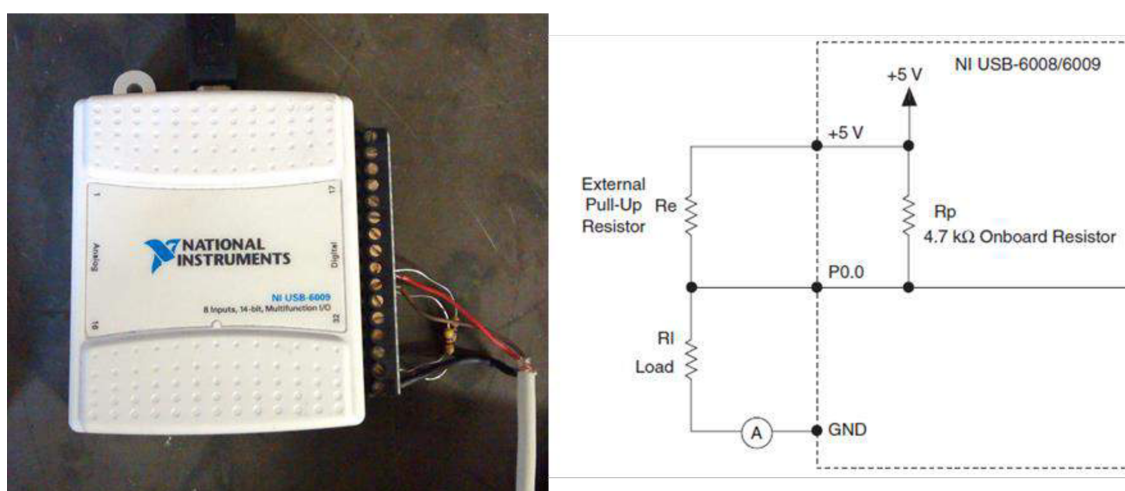 1
17
Analog
Digital
NATIONAL
INSTRUMENTS
NI USB-6009
8 Inputs, 14-bit, Multifunction I/O
16
32
NI USB-6008/6009
+5 V
+5 V
External
Pull-Up Re
Resistor
Rp
4.7 kΩ Onboard Resistor
P0.0
Rl
Load
A
GND